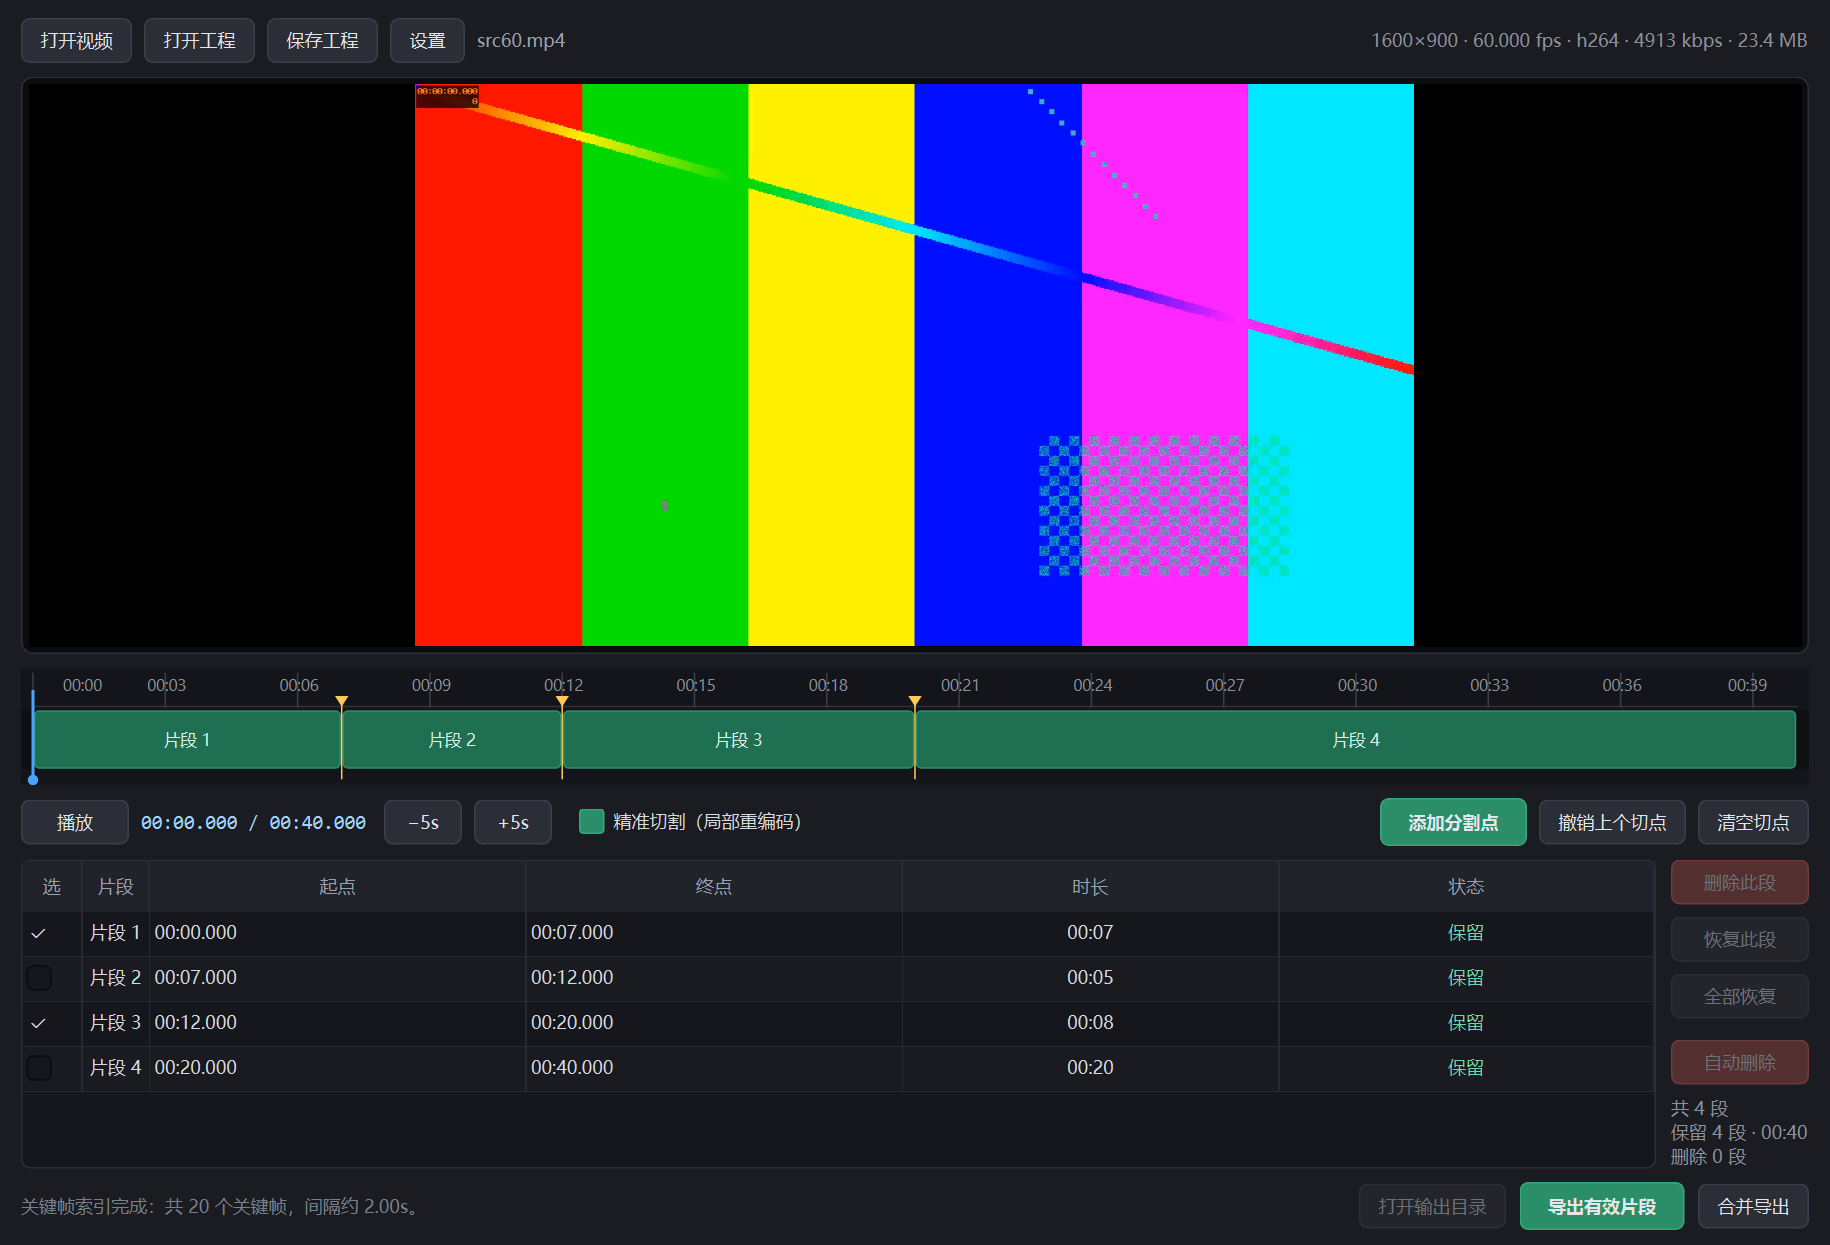 打开视频 打开工程 保存工程 设置 src60.mp4 1600×900 · 60.000 fps · h264 · 4913 kbps · 23.4 MB
00:00:00.000
0
00:00 00:03 00:06 00:09 00:12 00:15 00:18 00:21 00:24 00:27 00:30 00:33 00:36 00:39
片段 1 片段 2 片段 3 片段 4
播放 00:00.000 / 00:40.000 −5s +5s 精准切割（局部重编码） 添加分割点 撤销上个切点 清空切点
选 片段 起点 终点 时长 状态 删除此段
片段 1 00:00.000 00:07.000 00:07 保留
恢复此段
片段 2 00:07.000 00:12.000 00:05 保留
全部恢复
片段 3 00:12.000 00:20.000 00:08 保留
片段 4 00:20.000 00:40.000 00:20 保留 自动删除
共 4 段
保留 4 段 · 00:40
删除 0 段
关键帧索引完成：共 20 个关键帧，间隔约 2.00s。 打开输出目录 导出有效片段 合并导出